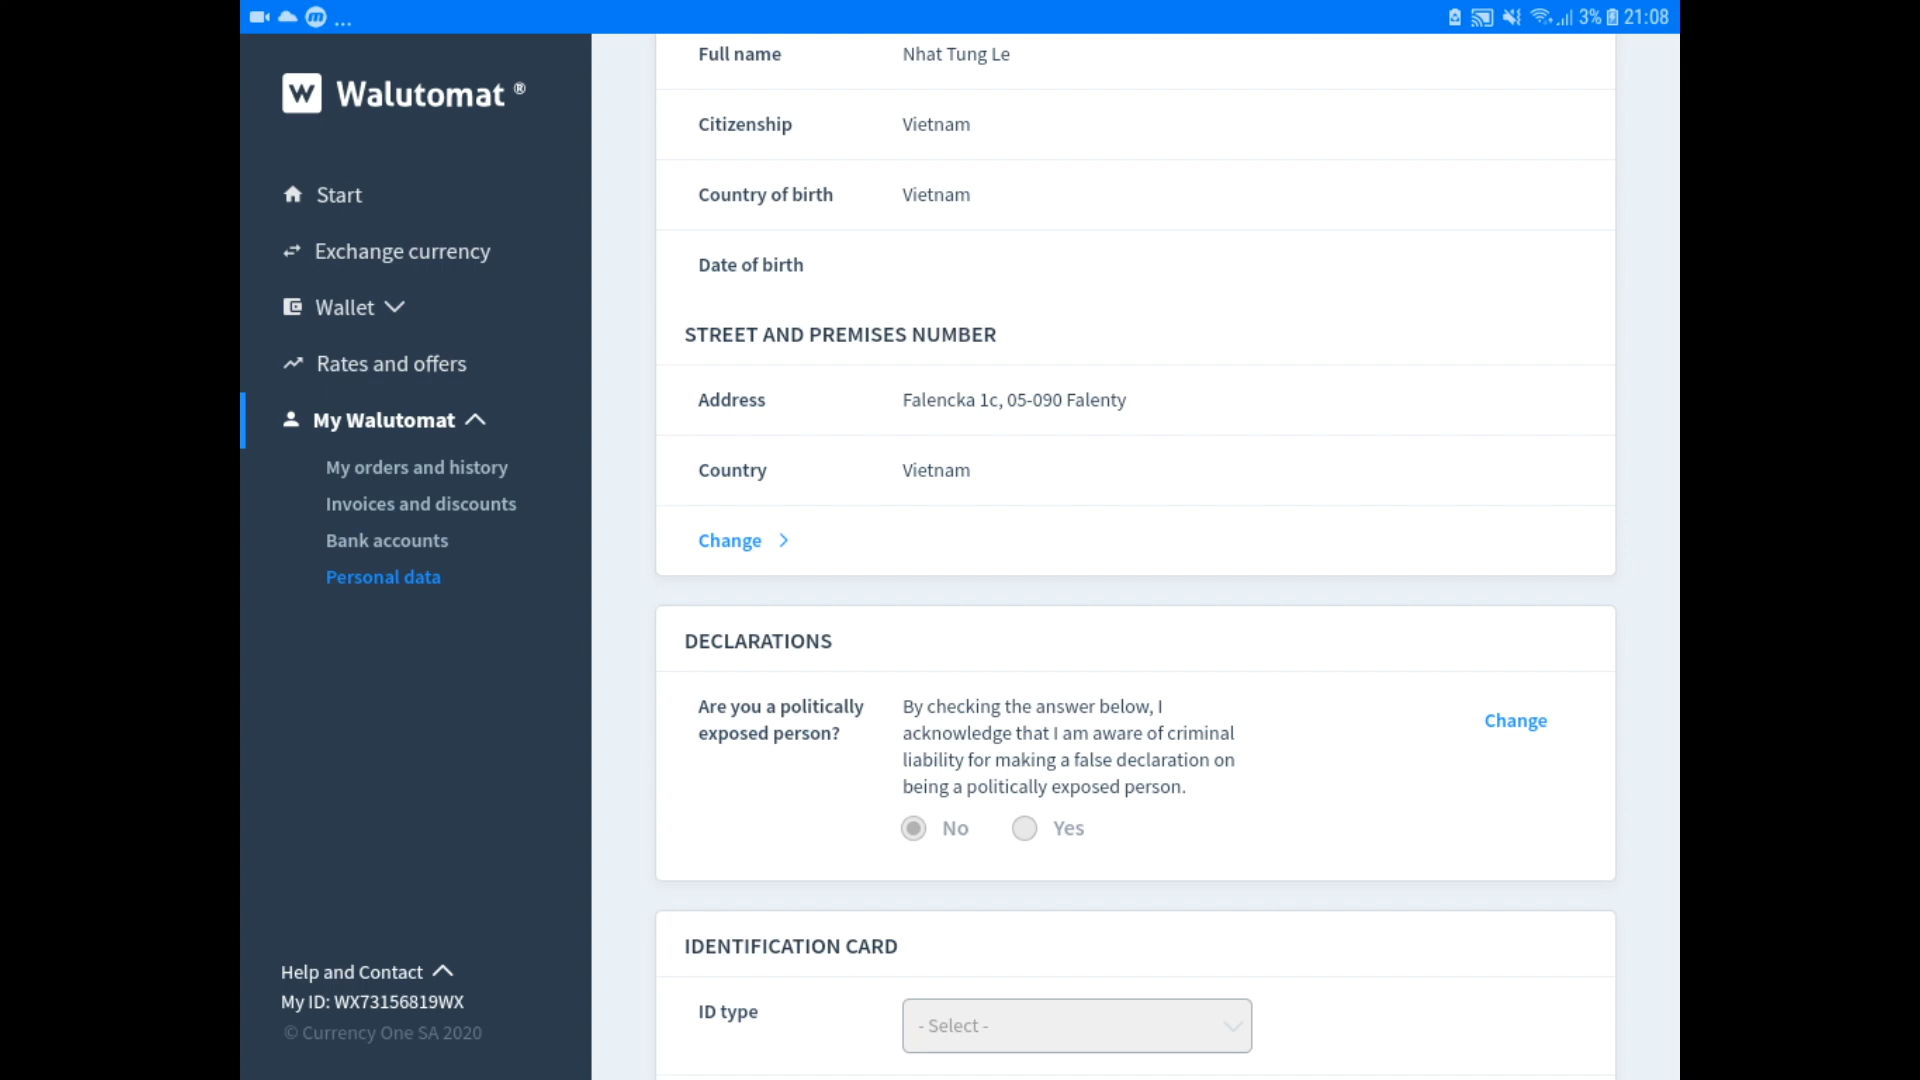 ... 3% 21:08
W Walutomat ®
Start
Exchange currency
Wallet
Rates and offers
My Walutomat
My orders and history
Invoices and discounts
Bank accounts
Personal data
Help and Contact
My ID: WX73156819WX
© Currency One SA 2020
Full name Nhat Tung Le
Citizenship Vietnam
Country of birth Vietnam
Date of birth
STREET AND PREMISES NUMBER
Address Falencka 1c, 05-090 Falenty
Country Vietnam
Change
DECLARATIONS
Are you a politically
exposed person?
By checking the answer below, I
acknowledge that I am aware of criminal
liability for making a false declaration on
being a politically exposed person.
No Yes
Change
IDENTIFICATION CARD
ID type - Select -